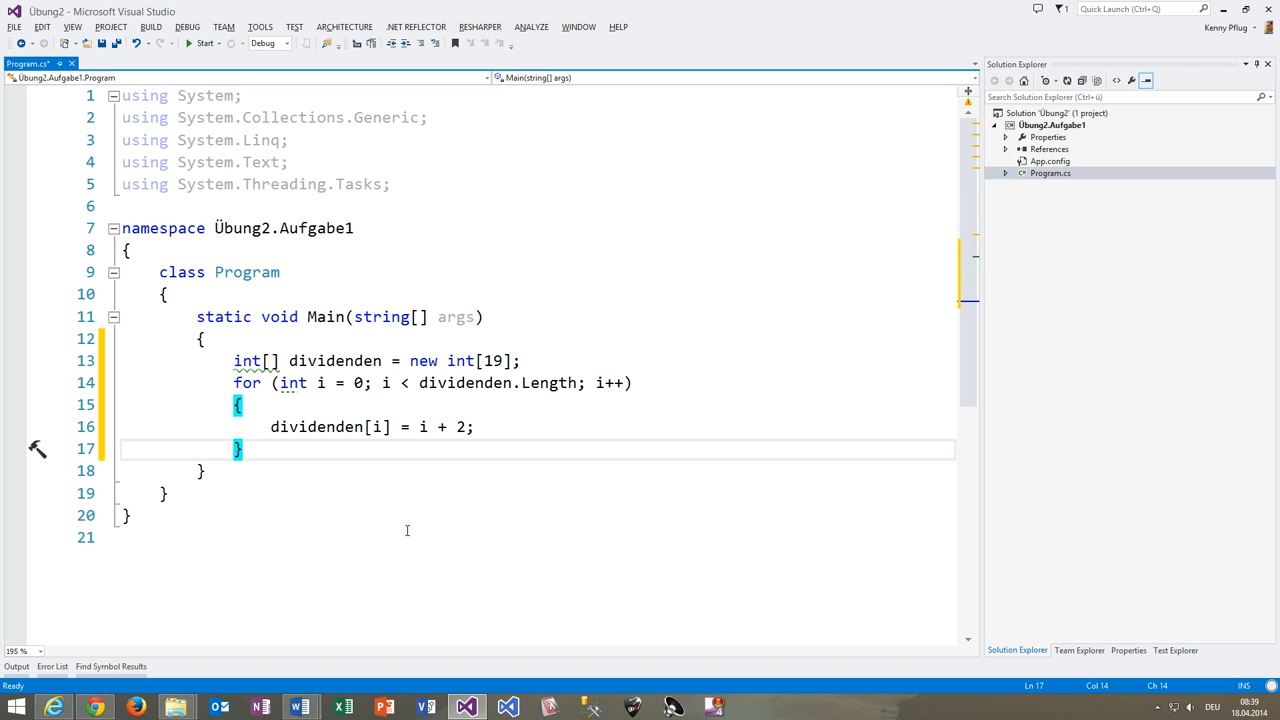 Übung2 - Microsoft Visual Studio
1
Quick Launch (Ctrl+Q)
FILE EDIT VIEW PROJECT BUILD DEBUG TEAM TOOLS TEST ARCHITECTURE .NET REFLECTOR RESHARPER ANALYZE WINDOW HELP
Kenny Pflug
Start Debug
Program.cs*
Solution Explorer
Übung2.Aufgabe1.Program
Main(string[] args)
Search Solution Explorer (Ctrl+ü)
1 using System;
2 using System.Collections.Generic;
3 using System.Linq;
4 using System.Text;
5 using System.Threading.Tasks;
6
7 namespace Übung2.Aufgabe1
8 {
9 class Program
10 {
11 static void Main(string[] args)
12 {
13 int[] dividenden = new int[19];
14 for (int i = 0; i < dividenden.Length; i++)
15 {
16 dividenden[i] = i + 2;
17 }
18 }
19 }
20 }
21
Solution 'Übung2' (1 project)
Übung2.Aufgabe1
Properties
References
App.config
Program.cs
195 %
Solution Explorer Team Explorer Properties Test Explorer
Output Error List Find Symbol Results
Ready
Ln 17 Col 14 Ch 14 INS
DEU
08:39
18.04.2014